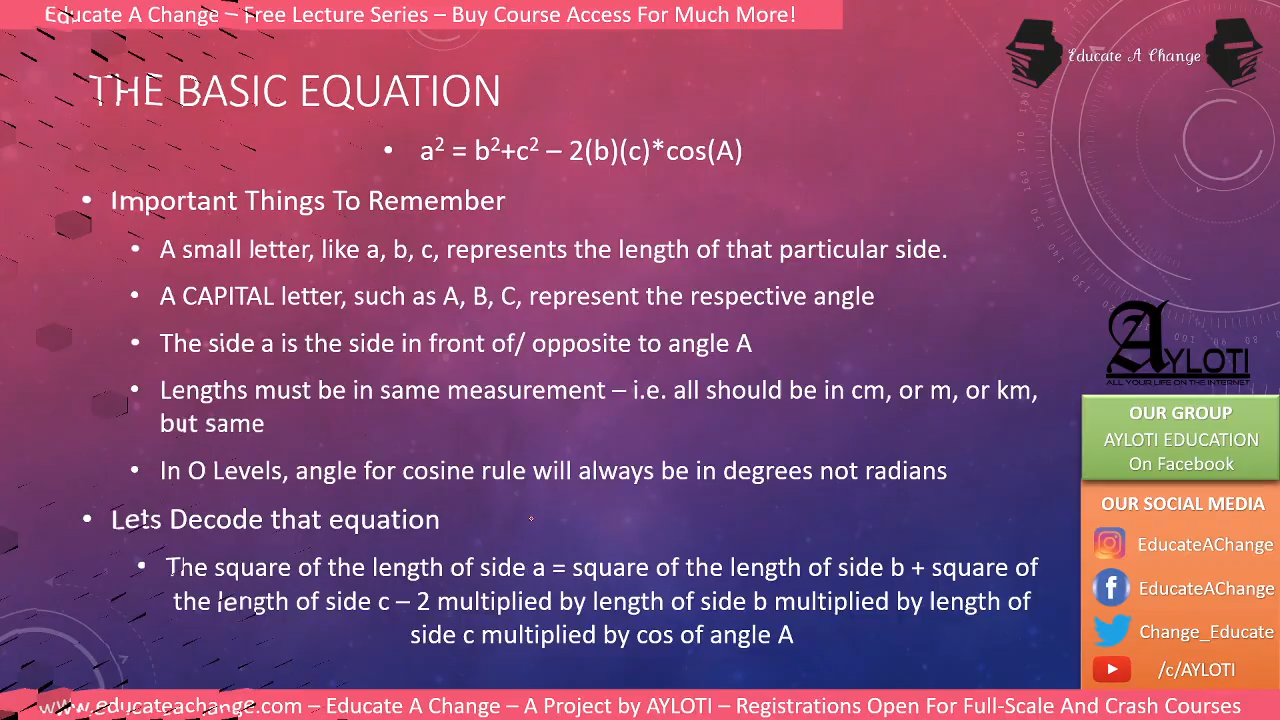 Educate A Change – Free Lecture Series – Buy Course Access For Much More!
Educate A Change
THE BASIC EQUATION
• a² = b²+c² – 2(b)(c)*cos(A)
• Important Things To Remember
• A small letter, like a, b, c, represents the length of that particular side.
• A CAPITAL letter, such as A, B, C, represent the respective angle
• The side a is the side in front of/ opposite to angle A
• Lengths must be in same measurement – i.e. all should be in cm, or m, or km,
but same
• In O Levels, angle for cosine rule will always be in degrees not radians
• Lets Decode that equation
• The square of the length of side a = square of the length of side b + square of
the length of side c – 2 multiplied by length of side b multiplied by length of
side c multiplied by cos of angle A
AYLOTI
ALL YOUR LIFE ON THE INTERNET
OUR GROUP
AYLOTI EDUCATION
On Facebook
OUR SOCIAL MEDIA
EducateAChange
EducateAChange
Change_Educate
/c/AYLOTI
www.educateachange.com – Educate A Change – A Project by AYLOTI – Registrations Open For Full-Scale And Crash Courses